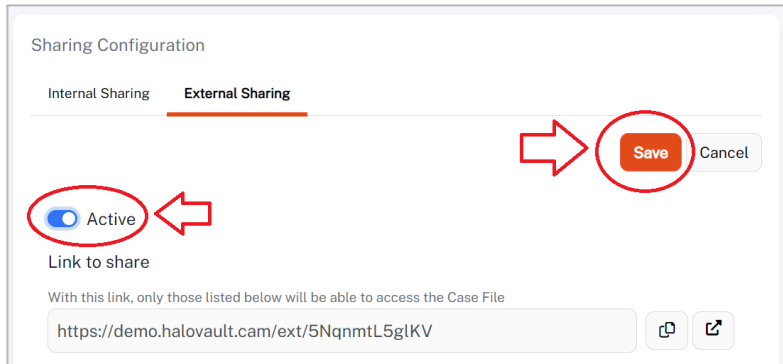 Sharing Configuration
Internal Sharing External Sharing
Save Cancel
Active
Link to share
With this link, only those listed below will be able to access the Case File
https://demo.halovault.cam/ext/5NqnmtL5glKV